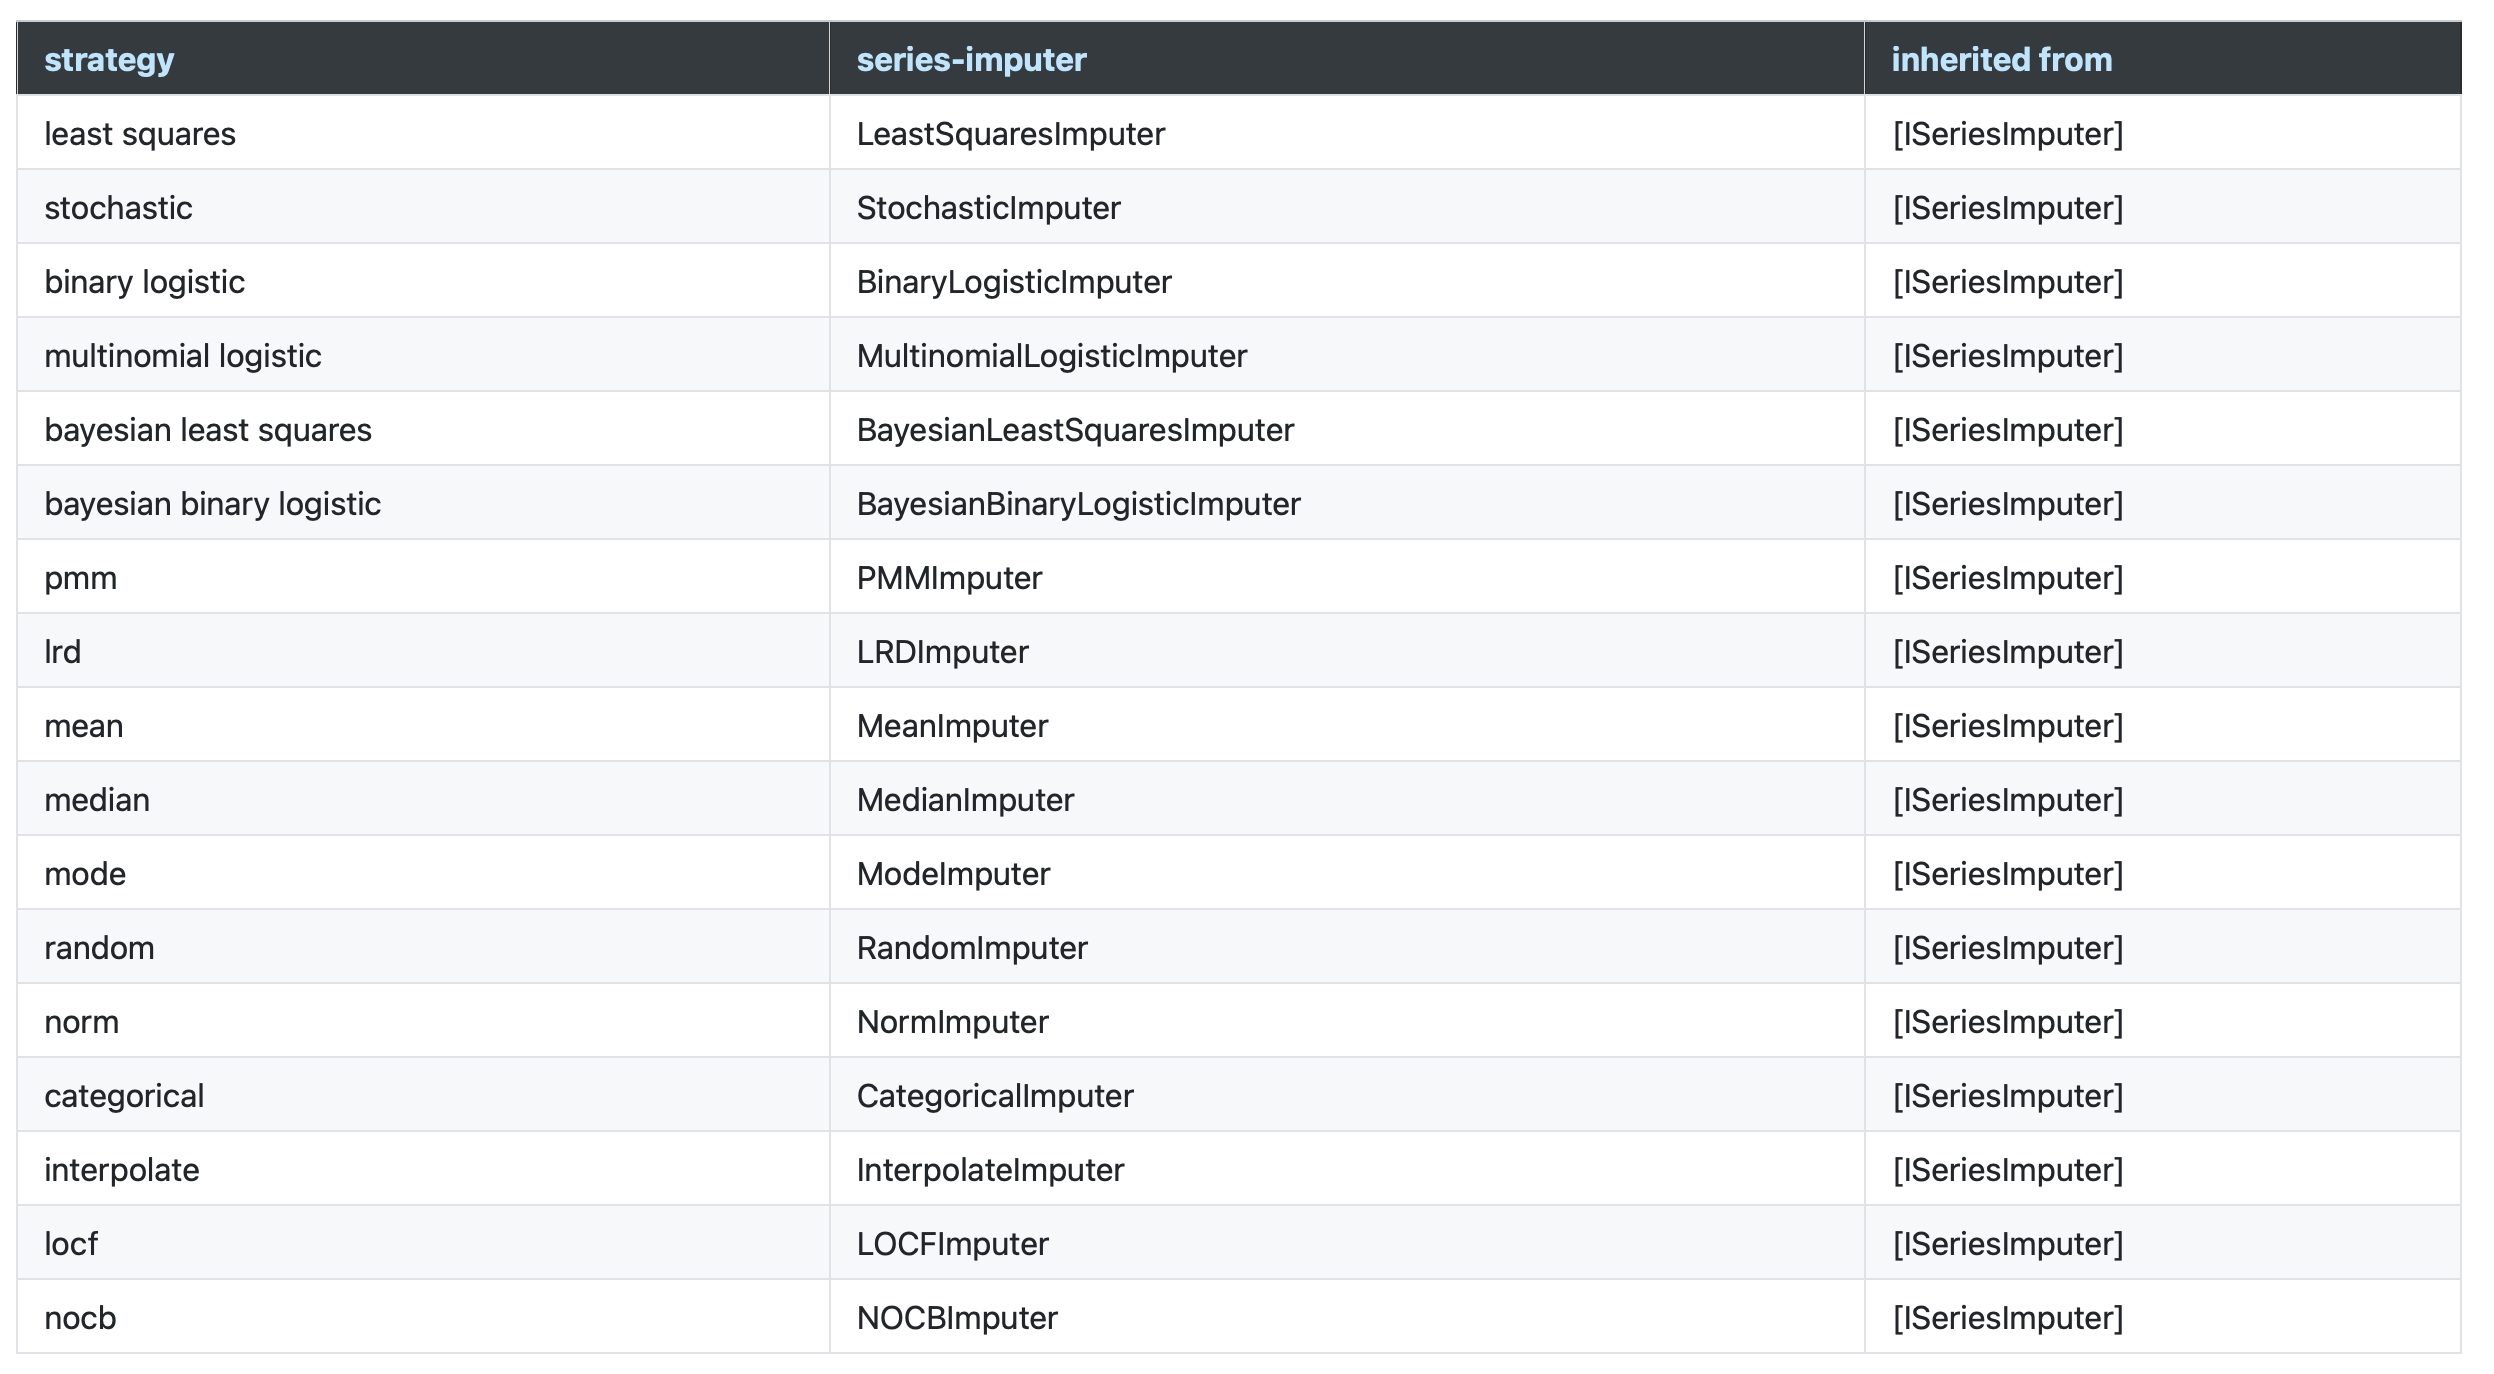 strategy series-imputer inherited from
least squares LeastSquaresImputer [ISeriesImputer]
stochastic StochasticImputer [ISeriesImputer]
binary logistic BinaryLogisticImputer [ISeriesImputer]
multinomial logistic MultinomialLogisticImputer [ISeriesImputer]
bayesian least squares BayesianLeastSquaresImputer [ISeriesImputer]
bayesian binary logistic BayesianBinaryLogisticImputer [ISeriesImputer]
pmm PMMImputer [ISeriesImputer]
lrd LRDImputer [ISeriesImputer]
mean MeanImputer [ISeriesImputer]
median MedianImputer [ISeriesImputer]
mode ModeImputer [ISeriesImputer]
random RandomImputer [ISeriesImputer]
norm NormImputer [ISeriesImputer]
categorical CategoricalImputer [ISeriesImputer]
interpolate InterpolateImputer [ISeriesImputer]
locf LOCFImputer [ISeriesImputer]
nocb NOCBImputer [ISeriesImputer]